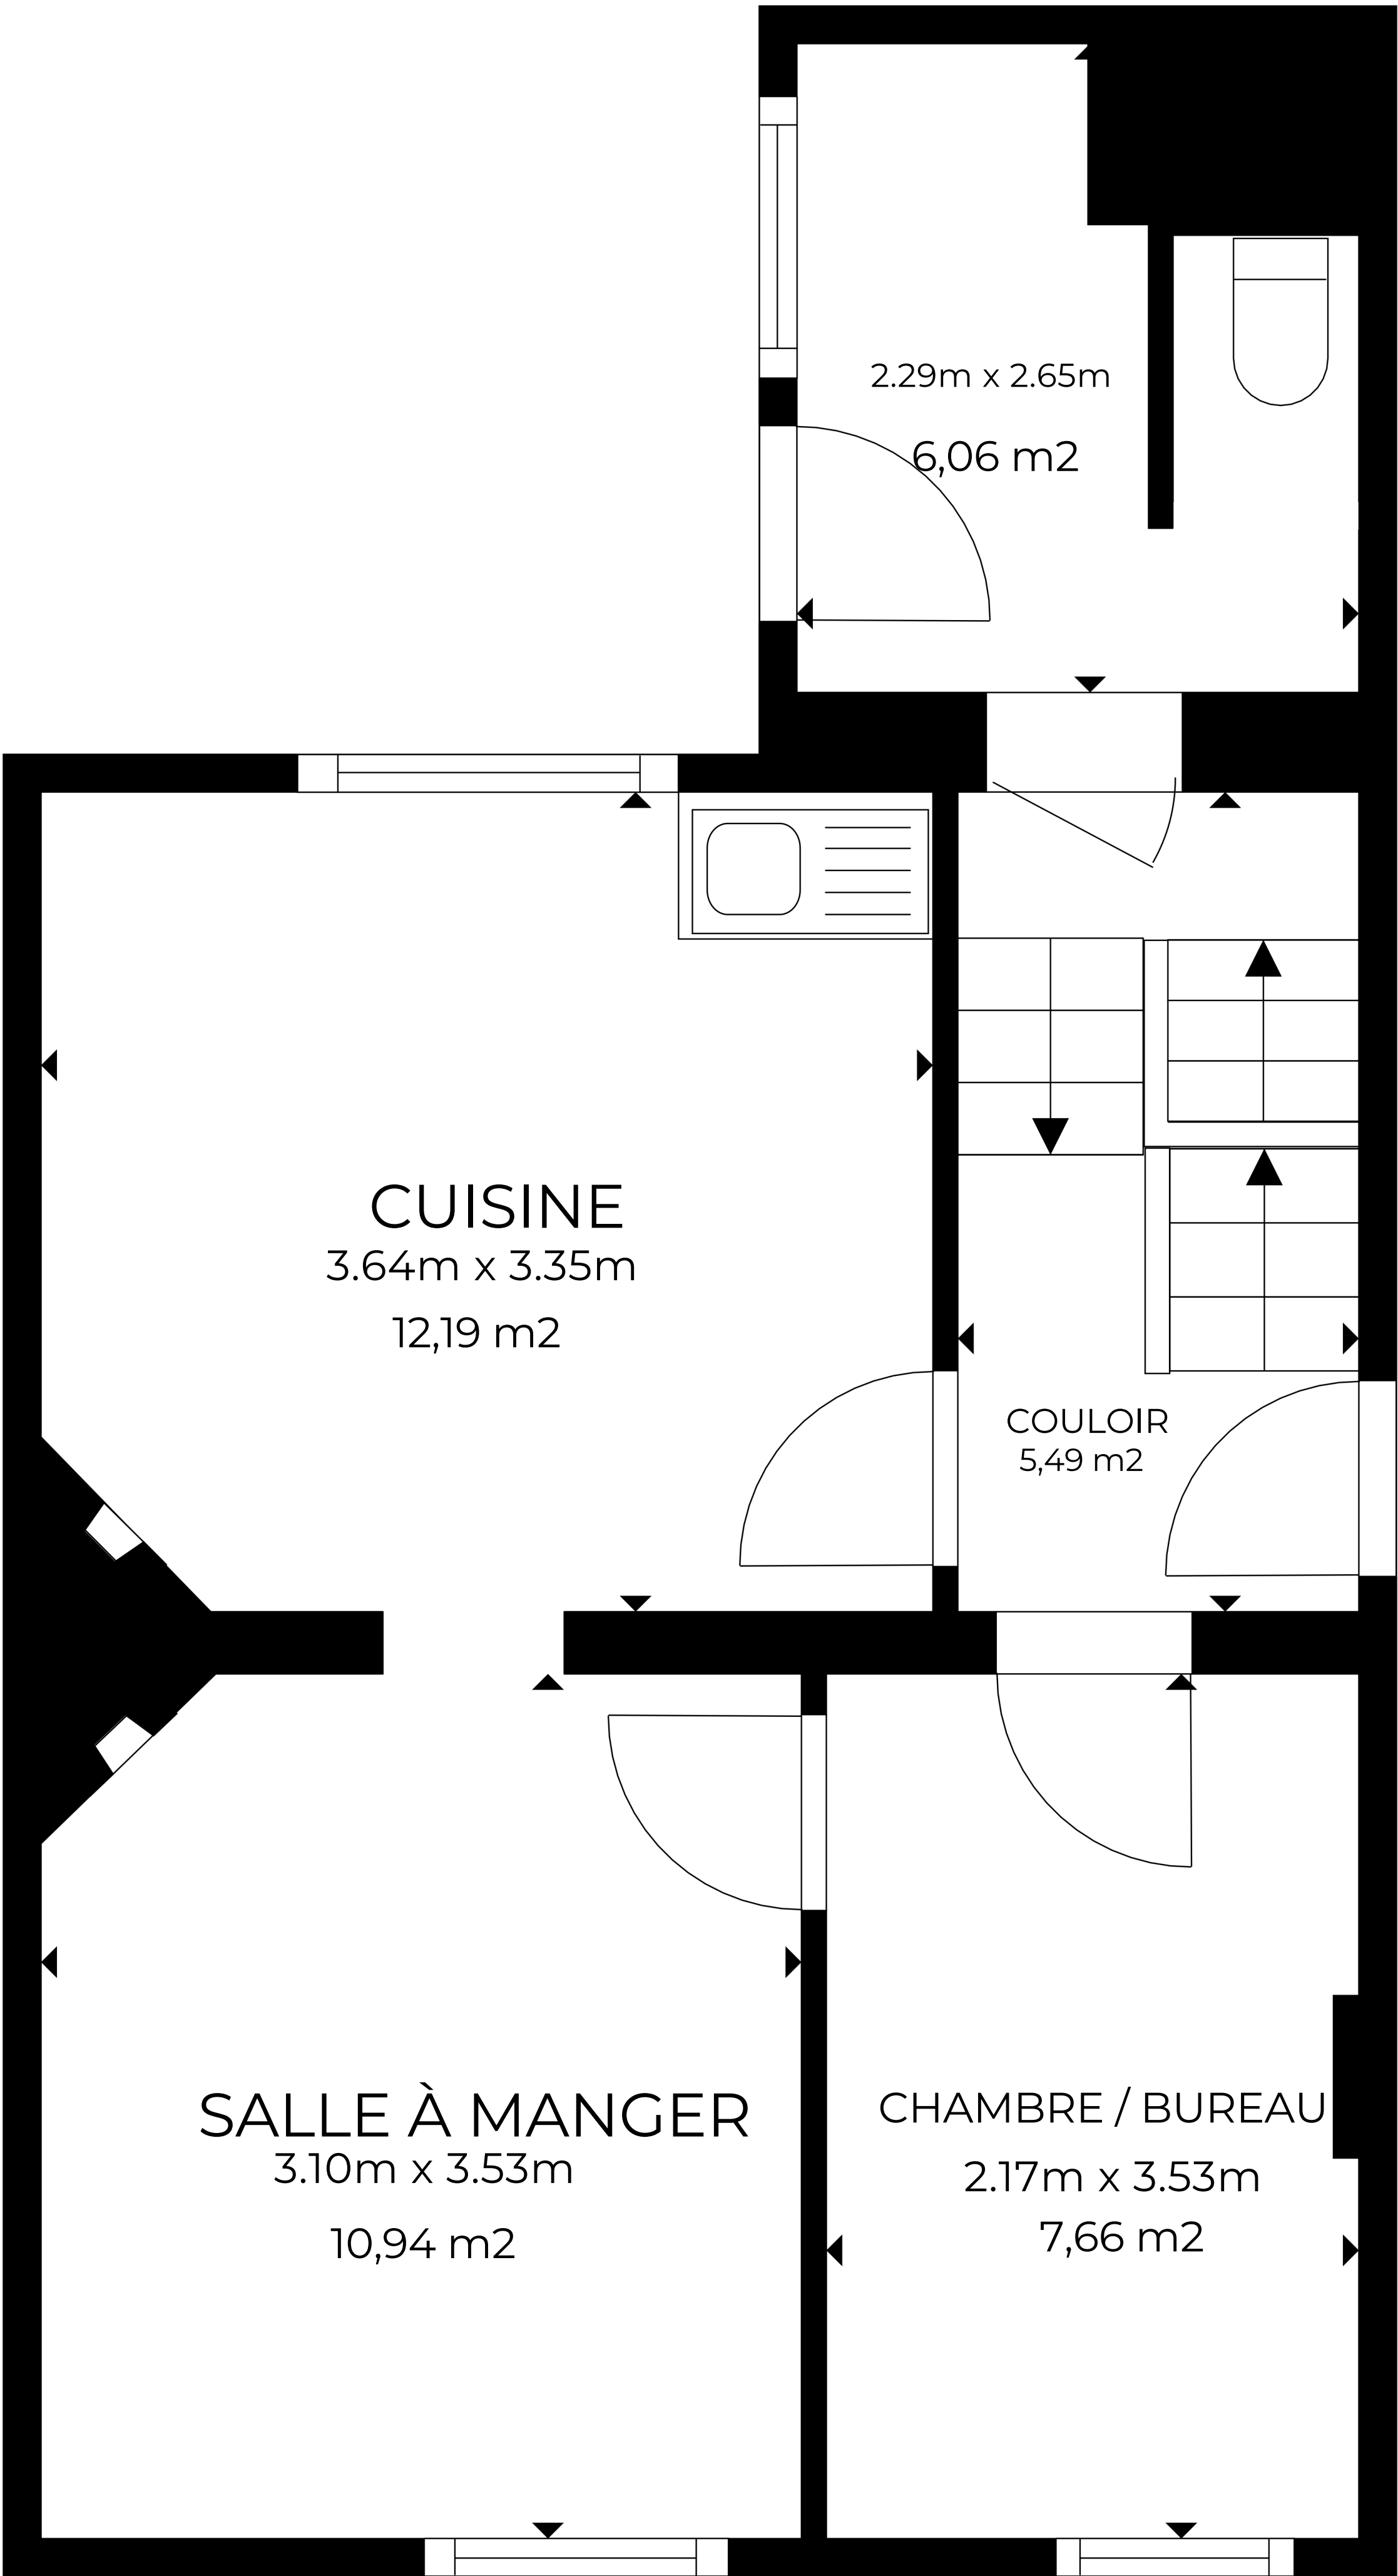 2.29m x 2.65m
6,06 m2
CUISINE
3.64m x 3.35m
12,19 m2
COULOIR
5,49 m2
SALLE À MANGER
3.10m x 3.53m
10,94 m2
CHAMBRE / BUREAU
2.17m x 3.53m
7,66 m2